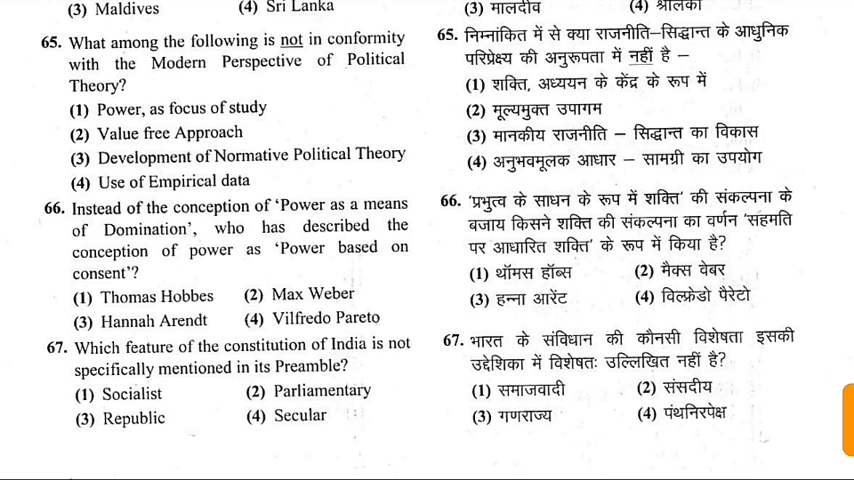 (3) Maldives (4) Sri Lanka
65. What among the following is not in conformity
with the Modern Perspective of Political
Theory?
(1) Power, as focus of study
(2) Value free Approach
(3) Development of Normative Political Theory
(4) Use of Empirical data
66. Instead of the conception of ‘Power as a means
of Domination’, who has described the
conception of power as ‘Power based on
consent’?
(1) Thomas Hobbes (2) Max Weber
(3) Hannah Arendt (4) Vilfredo Pareto
67. Which feature of the constitution of India is not
specifically mentioned in its Preamble?
(1) Socialist (2) Parliamentary
(3) Republic (4) Secular
(3) मालदीव (4) श्रीलंका
65. निम्नांकित में से क्या राजनीति–सिद्धान्त के आधुनिक
परिप्रेक्ष्य की अनुरूपता में नहीं है –
(1) शक्ति, अध्ययन के केंद्र के रूप में
(2) मूल्यमुक्त उपागम
(3) मानकीय राजनीति – सिद्धान्त का विकास
(4) अनुभवमूलक आधार – सामग्री का उपयोग
66. ‘प्रभुत्व के साधन के रूप में शक्ति’ की संकल्पना के
बजाय किसने शक्ति की संकल्पना का वर्णन ‘सहमति
पर आधारित शक्ति’ के रूप में किया है?
(1) थॉमस हॉब्स (2) मैक्स वेबर
(3) हन्ना आरेंट (4) विल्फ्रेडो पैरेटो
67. भारत के संविधान की कौनसी विशेषता इसकी
उद्देशिका में विशेषतः उल्लिखित नहीं है?
(1) समाजवादी (2) संसदीय
(3) गणराज्य (4) पंथनिरपेक्ष